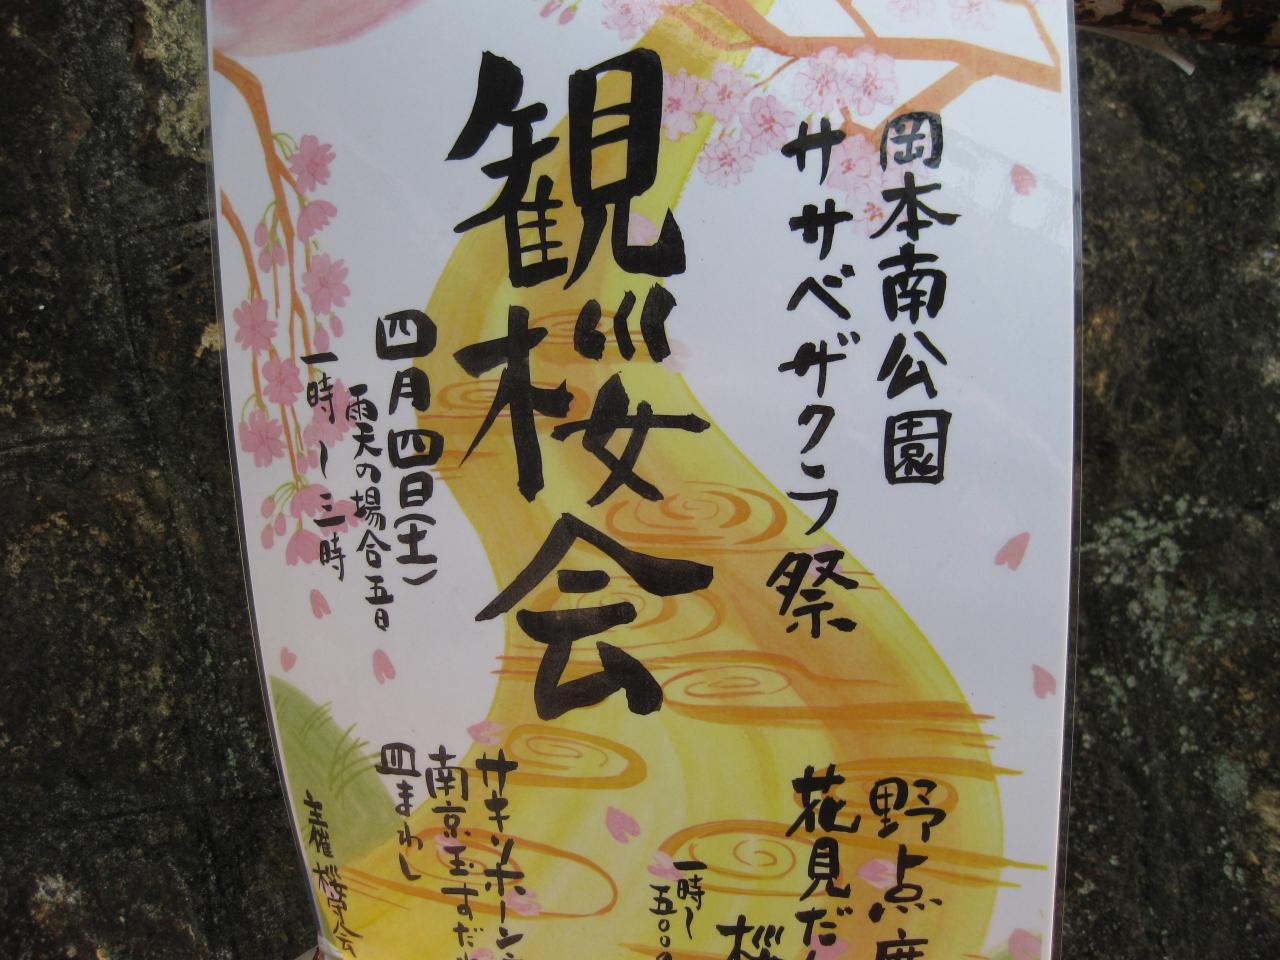 岡本南公園
ササベザクラ祭
観桜会
四月四日(土)
雨天の場合五日
一時～三時
野点席
花見だん
桜
一時～
五〇〇
サキソホーン
南京玉すだれ
皿まわし
主催 桜守会